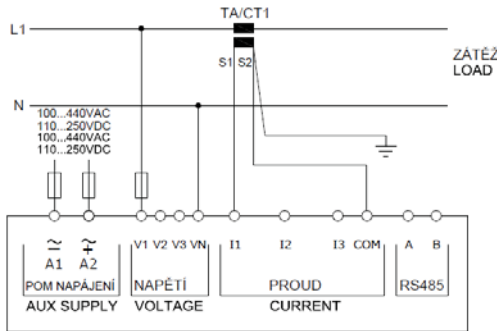 TA/CT1
L1
S1 S2
ZÁTĚŽ
LOAD
N
100...440VAC
110...250VDC
100...440VAC
110...250VDC
V1 V2 V3 VN I1 I2 I3 COM A B
A1 A2
POM NAPÁJENÍ NAPĚTÍ PROUD RS485
AUX SUPPLY VOLTAGE CURRENT